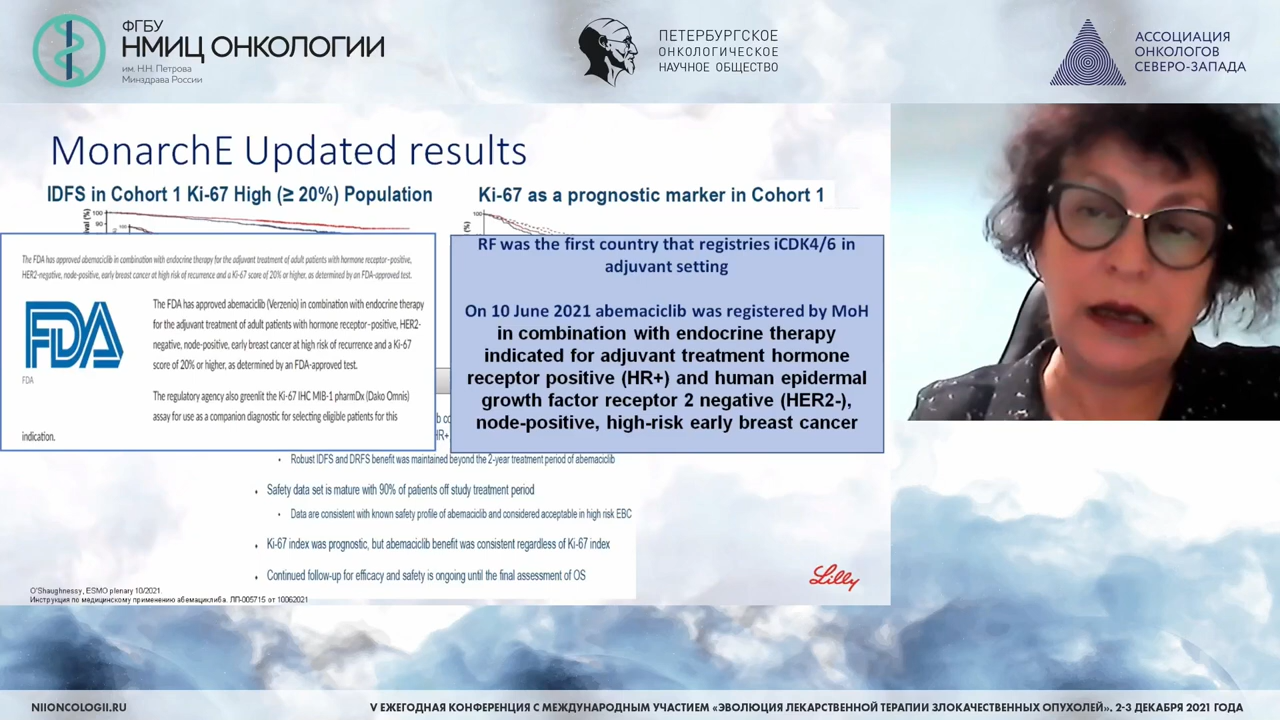 ФГБУ
НМИЦ ОНКОЛОГИИ
им. Н.Н. Петрова
Минздрава России
ПЕТЕРБУРГСКОЕ
ОНКОЛОГИЧЕСКОЕ
НАУЧНОЕ ОБЩЕСТВО
АССОЦИАЦИЯ
ОНКОЛОГОВ
СЕВЕРО-ЗАПАДА
MonarchE Updated results
IDFS in Cohort 1 Ki-67 High (≥ 20%) Population
100
90
100
The FDA has approved abemaciclib in combination with endocrine therapy for the adjuvant treatment of adult patients with hormone receptor–positive,
HER2-negative, node-positive, early breast cancer at high risk of recurrence and a Ki-67 score of 20% or higher, as determined by an FDA-approved test.
FDA
FDA
The FDA has approved abemaciclib (Verzenio) in combination with endocrine therapy
for the adjuvant treatment of adult patients with hormone receptor–positive, HER2-
negative, node-positive, early breast cancer at high risk of recurrence and a Ki-67
score of 20% or higher, as determined by an FDA-approved test.
The regulatory agency also greenlit the Ki-67 IHC MIB-1 pharmDx (Dako Omnis)
assay for use as a companion diagnostic for selecting eligible patients for this
indication.
Ki-67 as a prognostic marker in Cohort 1
(%)
100
RF was the first country that registries iCDK4/6 in
adjuvant setting
On 10 June 2021 abemaciclib was registered by MoH
in combination with endocrine therapy
indicated for adjuvant treatment hormone
receptor positive (HR+) and human epidermal
growth factor receptor 2 negative (HER2-),
node-positive, high-risk early breast cancer
• Robust IDFS and DRFS benefit was maintained beyond the 2-year treatment period of abemaciclib
• Safety data set is mature with 90% of patients off study treatment period
• Data are consistent with known safety profile of abemaciclib and considered acceptable in high risk EBC
• Ki-67 index was prognostic, but abemaciclib benefit was consistent regardless of Ki-67 index
• Continued follow-up for efficacy and safety is ongoing until the final assessment of OS
Lilly
O'Shaughnessy, ESMO plenary 10/2021.
Инструкция по медицинскому применению абемациклиба. ЛП-005715 от 10062021
NIIONCOLOGII.RU
V ЕЖЕГОДНАЯ КОНФЕРЕНЦИЯ С МЕЖДУНАРОДНЫМ УЧАСТИЕМ «ЭВОЛЮЦИЯ ЛЕКАРСТВЕННОЙ ТЕРАПИИ ЗЛОКАЧЕСТВЕННЫХ ОПУХОЛЕЙ». 2-3 ДЕКАБРЯ 2021 ГОДА